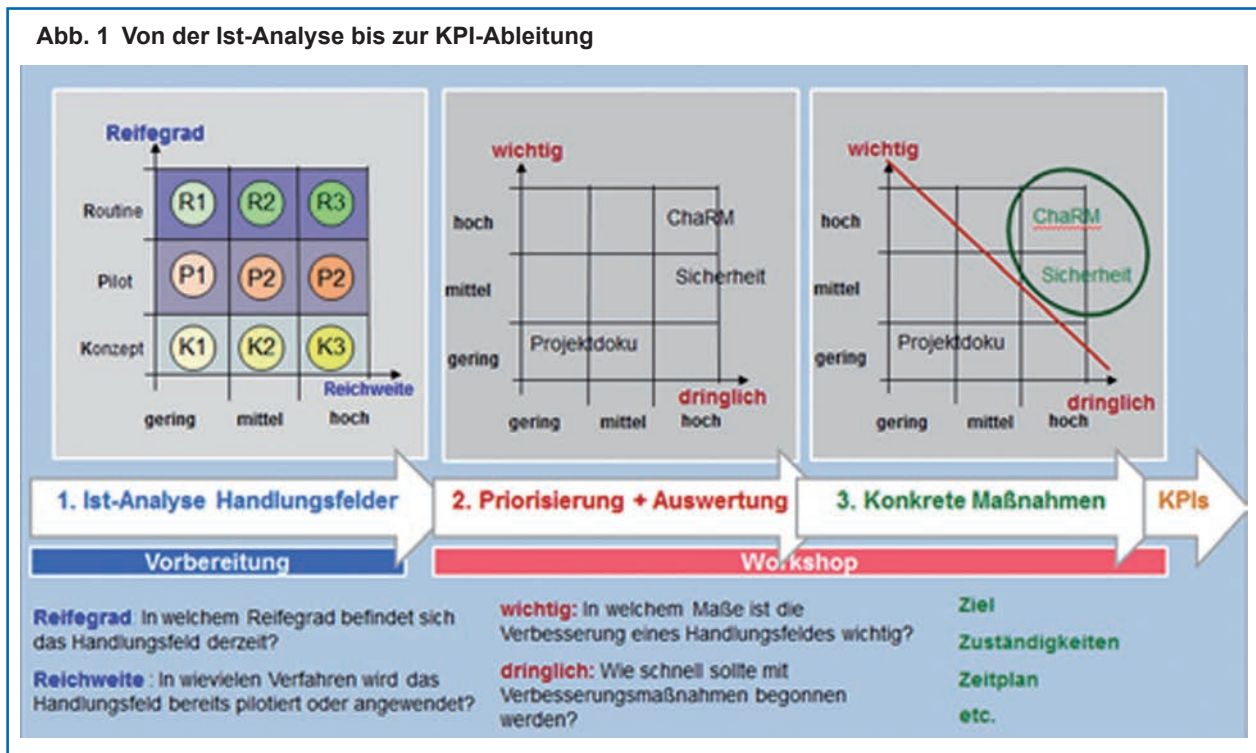 Abb. 1 Von der Ist-Analyse bis zur KPI-Ableitung
Reifegrad
Routine
R1 R2 R3
Pilot
P1 P2 P2
Konzept
K1 K2 K3
Reichweite
gering mittel hoch
wichtig
hoch
ChaRM
Sicherheit
mittel
Projektdoku
gering
dringlich
gering mittel hoch
wichtig
hoch
ChaRM
Sicherheit
mittel
Projektdoku
gering
dringlich
gering mittel hoch
1. Ist-Analyse Handlungsfelder
2. Priorisierung + Auswertung
3. Konkrete Maßnahmen
KPIs
Vorbereitung
Workshop
Reifegrad: In welchem Reifegrad befindet sich
das Handlungsfeld derzeit?
Reichweite : In wievielen Verfahren wird das
Handlungsfeld bereits pilotiert oder angewendet?
wichtig: In welchem Maße ist die
Verbesserung eines Handlungsfeldes wichtig?
dringlich: Wie schnell sollte mit
Verbesserungsmaßnahmen begonnen
werden?
Ziel
Zuständigkeiten
Zeitplan
etc.